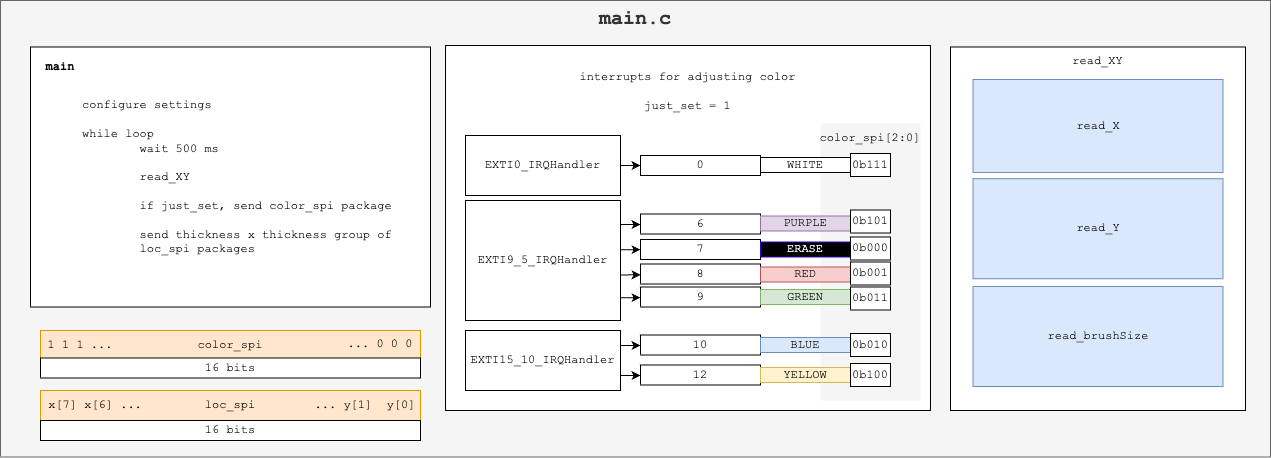 main.c
main
configure settings
while loop
wait 500 ms
read_XY
if just_set, send color_spi package
send thickness x thickness group of
loc_spi packages
1 1 1 ... color_spi ... 0 0 0
16 bits
x[7] x[6] ... loc_spi ... y[1] y[0]
16 bits
interrupts for adjusting color
just_set = 1
color_spi[2:0]
EXTI0_IRQHandler
0 WHITE 0b111
EXTI9_5_IRQHandler
6 PURPLE 0b101
7 ERASE 0b000
8 RED 0b001
9 GREEN 0b011
EXTI15_10_IRQHandler
10 BLUE 0b010
12 YELLOW 0b100
read_XY
read_X
read_Y
read_brushSize